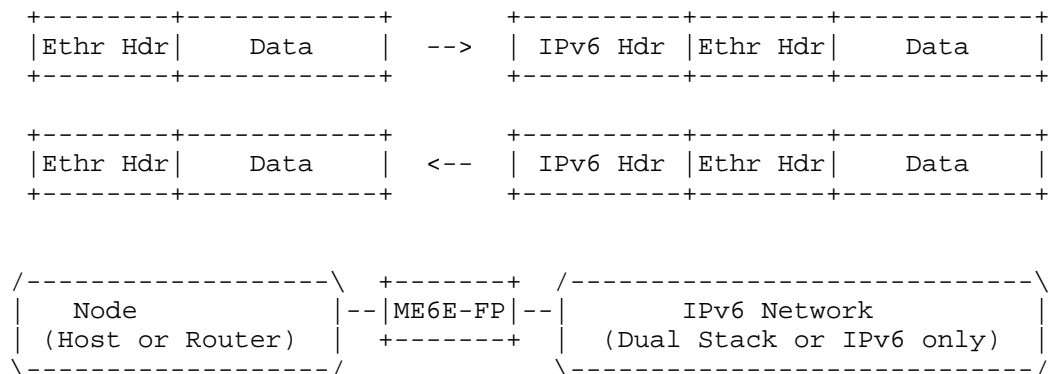 +--------+------------+       +----------+--------+------------+
|Ethr Hdr|    Data    |  -->  | IPv6 Hdr |Ethr Hdr|    Data    |
+--------+------------+       +----------+--------+------------+
+--------+------------+       +----------+--------+------------+
|Ethr Hdr|    Data    |  <--  | IPv6 Hdr |Ethr Hdr|    Data    |
+--------+------------+       +----------+--------+------------+
/-------------------\  +-------+  /-----------------------------\
|   Node            |--|ME6E-FP|--|       IPv6 Network          |
| (Host or Router)  |  +-------+  |  (Dual Stack or IPv6 only)  |
\-------------------/             \-----------------------------/